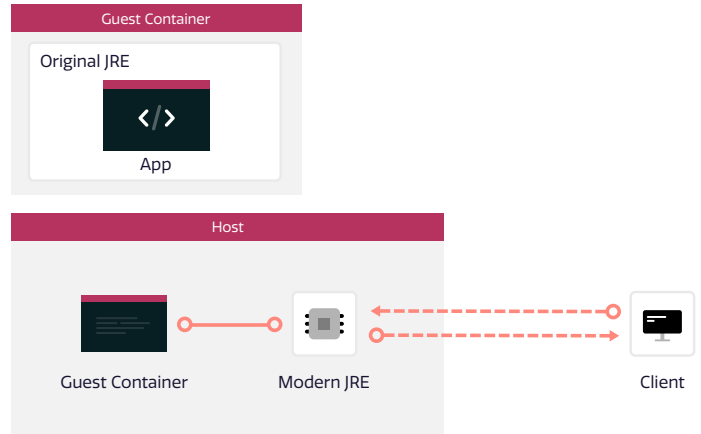 Guest Container
Original JRE
</>
App
Host
Guest Container
Modern JRE
Client